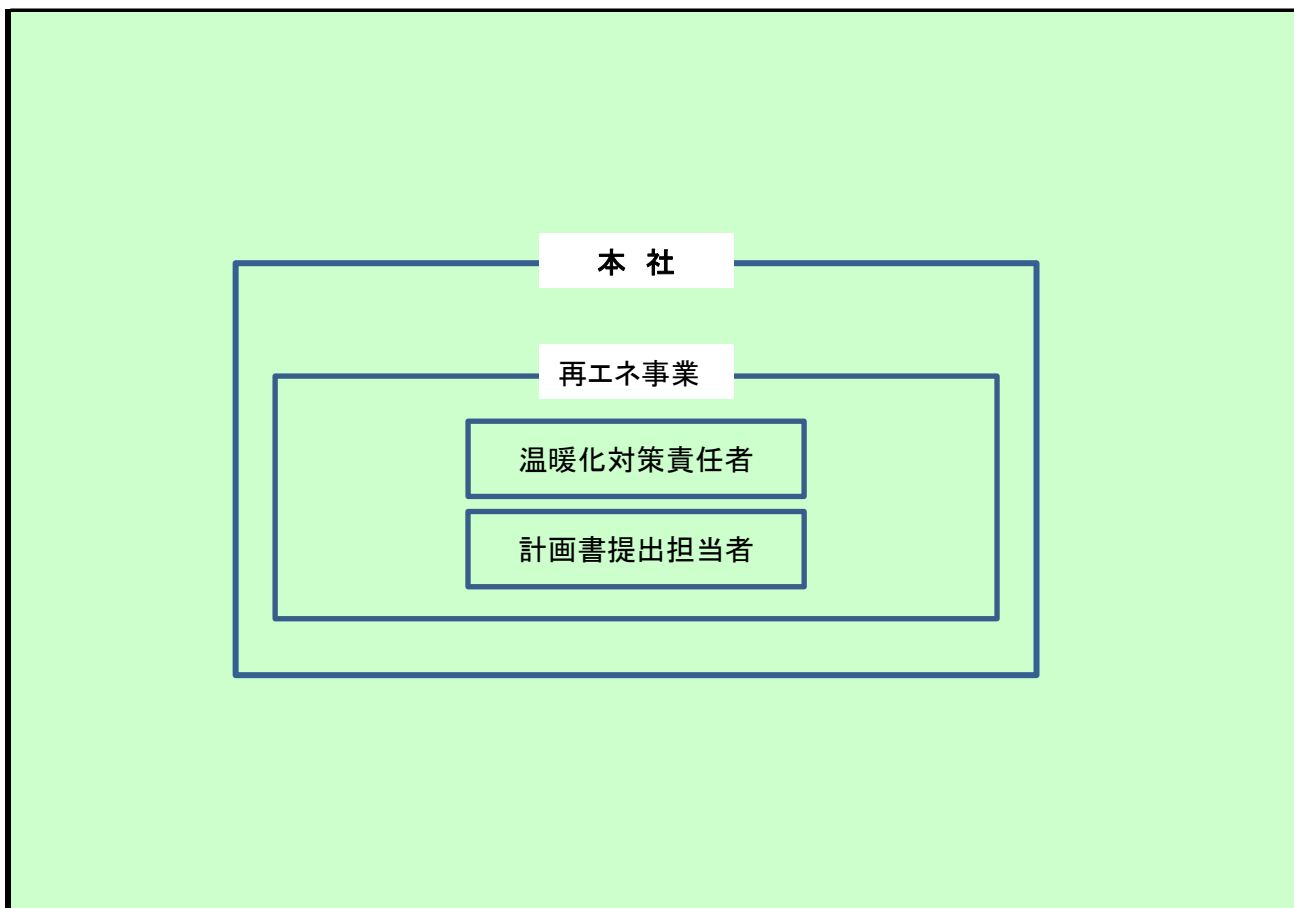 本 社
再エネ事業
温暖化対策責任者
計画書提出担当者